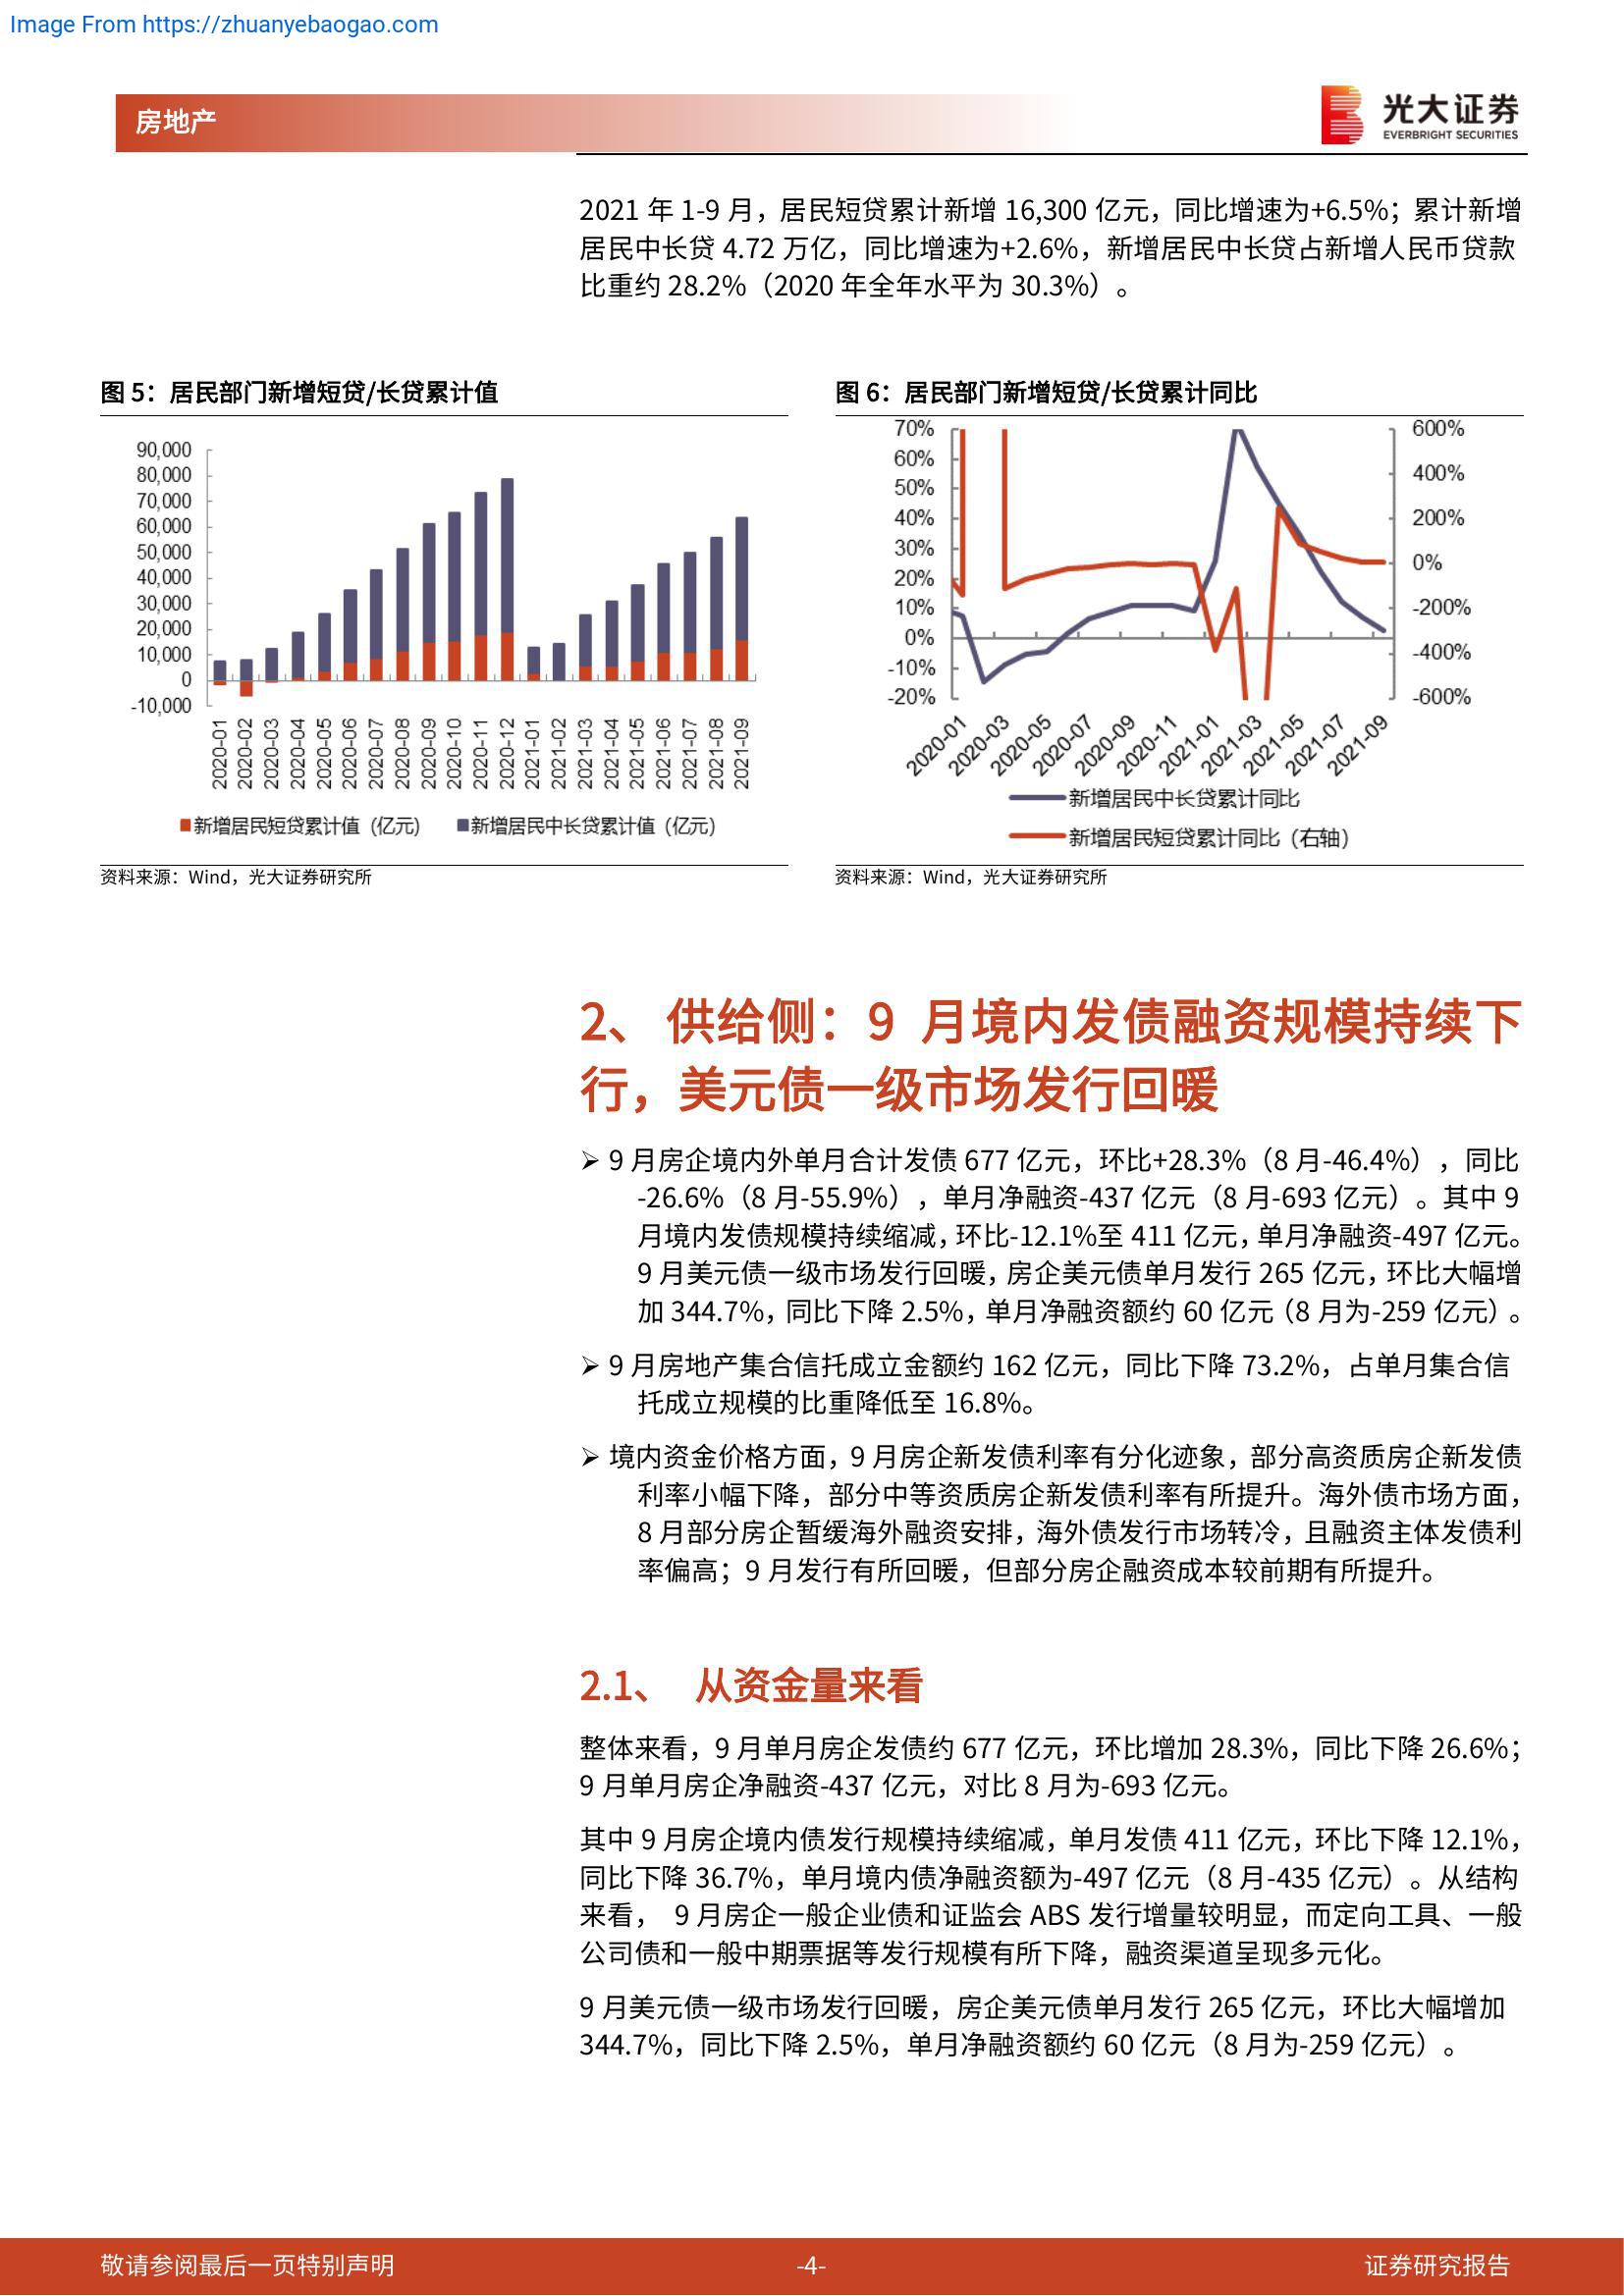 Image From https://zhuanyebaogao.com
房地产
光大证券
EVERBRIGHT SECURITIES
2021 年 1-9 月，居民短贷累计新增 16,300 亿元，同比增速为+6.5%；累计新增
居民中长贷 4.72 万亿，同比增速为+2.6%，新增居民中长贷占新增人民币贷款
比重约 28.2%（2020 年全年水平为 30.3%）。
图 5：居民部门新增短贷/长贷累计值
90,000
80,000
70,000
60,000
50,000
40,000
30,000
20,000
10,000
0
-10,000
2020-01
2020-02
2020-03
2020-04
2020-05
2020-06
2020-07
2020-08
2020-09
2020-10
2020-11
2020-12
2021-01
2021-02
2021-03
2021-04
2021-05
2021-06
2021-07
2021-08
2021-09
新增居民短贷累计值（亿元） 新增居民中长贷累计值（亿元）
资料来源：Wind，光大证券研究所
图 6：居民部门新增短贷/长贷累计同比
70%
60%
50%
40%
30%
20%
10%
0%
-10%
-20%
600%
400%
200%
0%
-200%
-400%
-600%
2020-01
2020-03
2020-05
2020-07
2020-09
2020-11
2021-01
2021-03
2021-05
2021-07
2021-09
新增居民中长贷累计同比
新增居民短贷累计同比（右轴）
资料来源：Wind，光大证券研究所
2、 供给侧：9 月境内发债融资规模持续下
行，美元债一级市场发行回暖
➢ 9 月房企境内外单月合计发债 677 亿元，环比+28.3%（8 月-46.4%），同比
-26.6%（8 月-55.9%），单月净融资-437 亿元（8 月-693 亿元）。其中 9
月境内发债规模持续缩减，环比-12.1%至 411 亿元，单月净融资-497 亿元。
9 月美元债一级市场发行回暖，房企美元债单月发行 265 亿元，环比大幅增
加 344.7%，同比下降 2.5%，单月净融资额约 60 亿元（8 月为-259 亿元）。
➢ 9 月房地产集合信托成立金额约 162 亿元，同比下降 73.2%，占单月集合信
托成立规模的比重降低至 16.8%。
➢ 境内资金价格方面，9 月房企新发债利率有分化迹象，部分高资质房企新发债
利率小幅下降，部分中等资质房企新发债利率有所提升。海外债市场方面，
8 月部分房企暂缓海外融资安排，海外债发行市场转冷，且融资主体发债利
率偏高；9 月发行有所回暖，但部分房企融资成本较前期有所提升。
2.1、 从资金量来看
整体来看，9 月单月房企发债约 677 亿元，环比增加 28.3%，同比下降 26.6%；
9 月单月房企净融资-437 亿元，对比 8 月为-693 亿元。
其中 9 月房企境内债发行规模持续缩减，单月发债 411 亿元，环比下降 12.1%，
同比下降 36.7%，单月境内债净融资额为-497 亿元（8 月-435 亿元）。从结构
来看， 9 月房企一般企业债和证监会 ABS 发行增量较明显，而定向工具、一般
公司债和一般中期票据等发行规模有所下降，融资渠道呈现多元化。
9 月美元债一级市场发行回暖，房企美元债单月发行 265 亿元，环比大幅增加
344.7%，同比下降 2.5%，单月净融资额约 60 亿元（8 月为-259 亿元）。
敬请参阅最后一页特别声明
-4-
证券研究报告